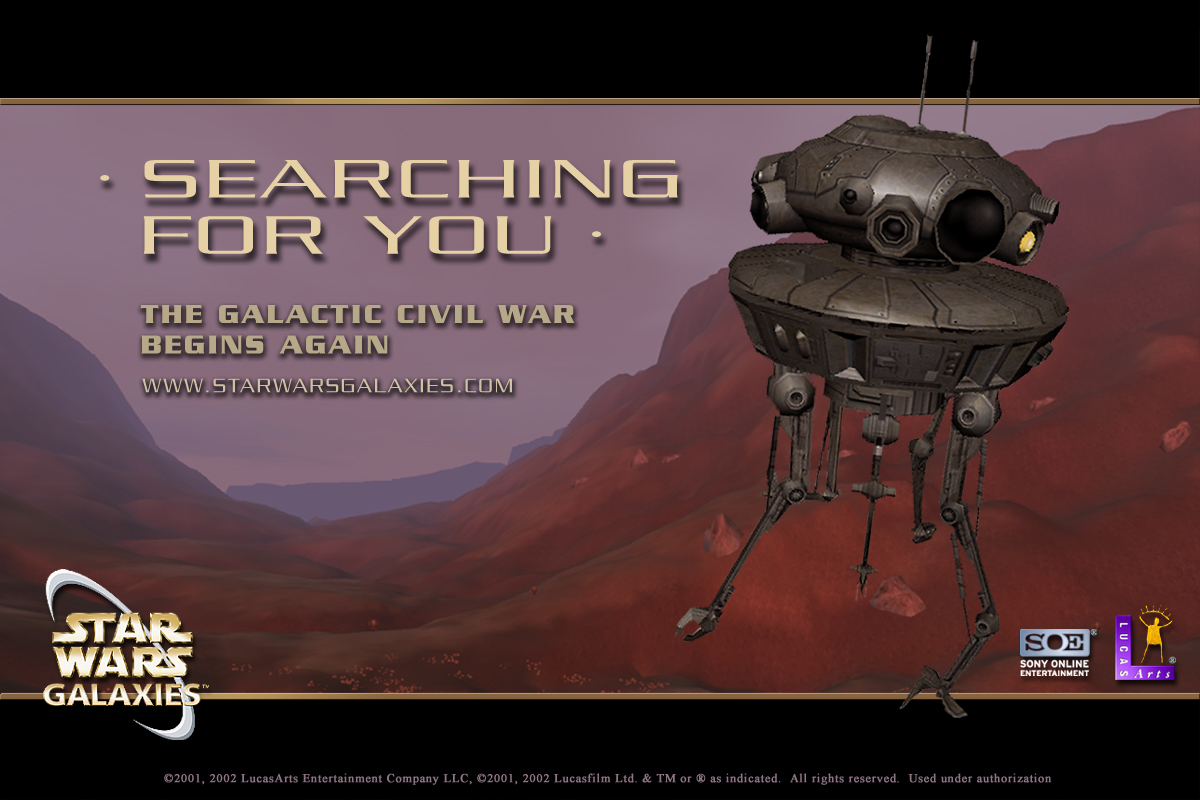 · SEARCHING
FOR YOU ·
THE GALACTIC CIVIL WAR
BEGINS AGAIN
WWW.STARWARSGALAXIES.COM
STAR
WARS
GALAXIES™
SOE®
SONY ONLINE
ENTERTAINMENT
LUCAS
Arts®
©2001, 2002 LucasArts Entertainment Company LLC, ©2001, 2002 Lucasfilm Ltd. & TM or ® as indicated. All rights reserved. Used under authorization